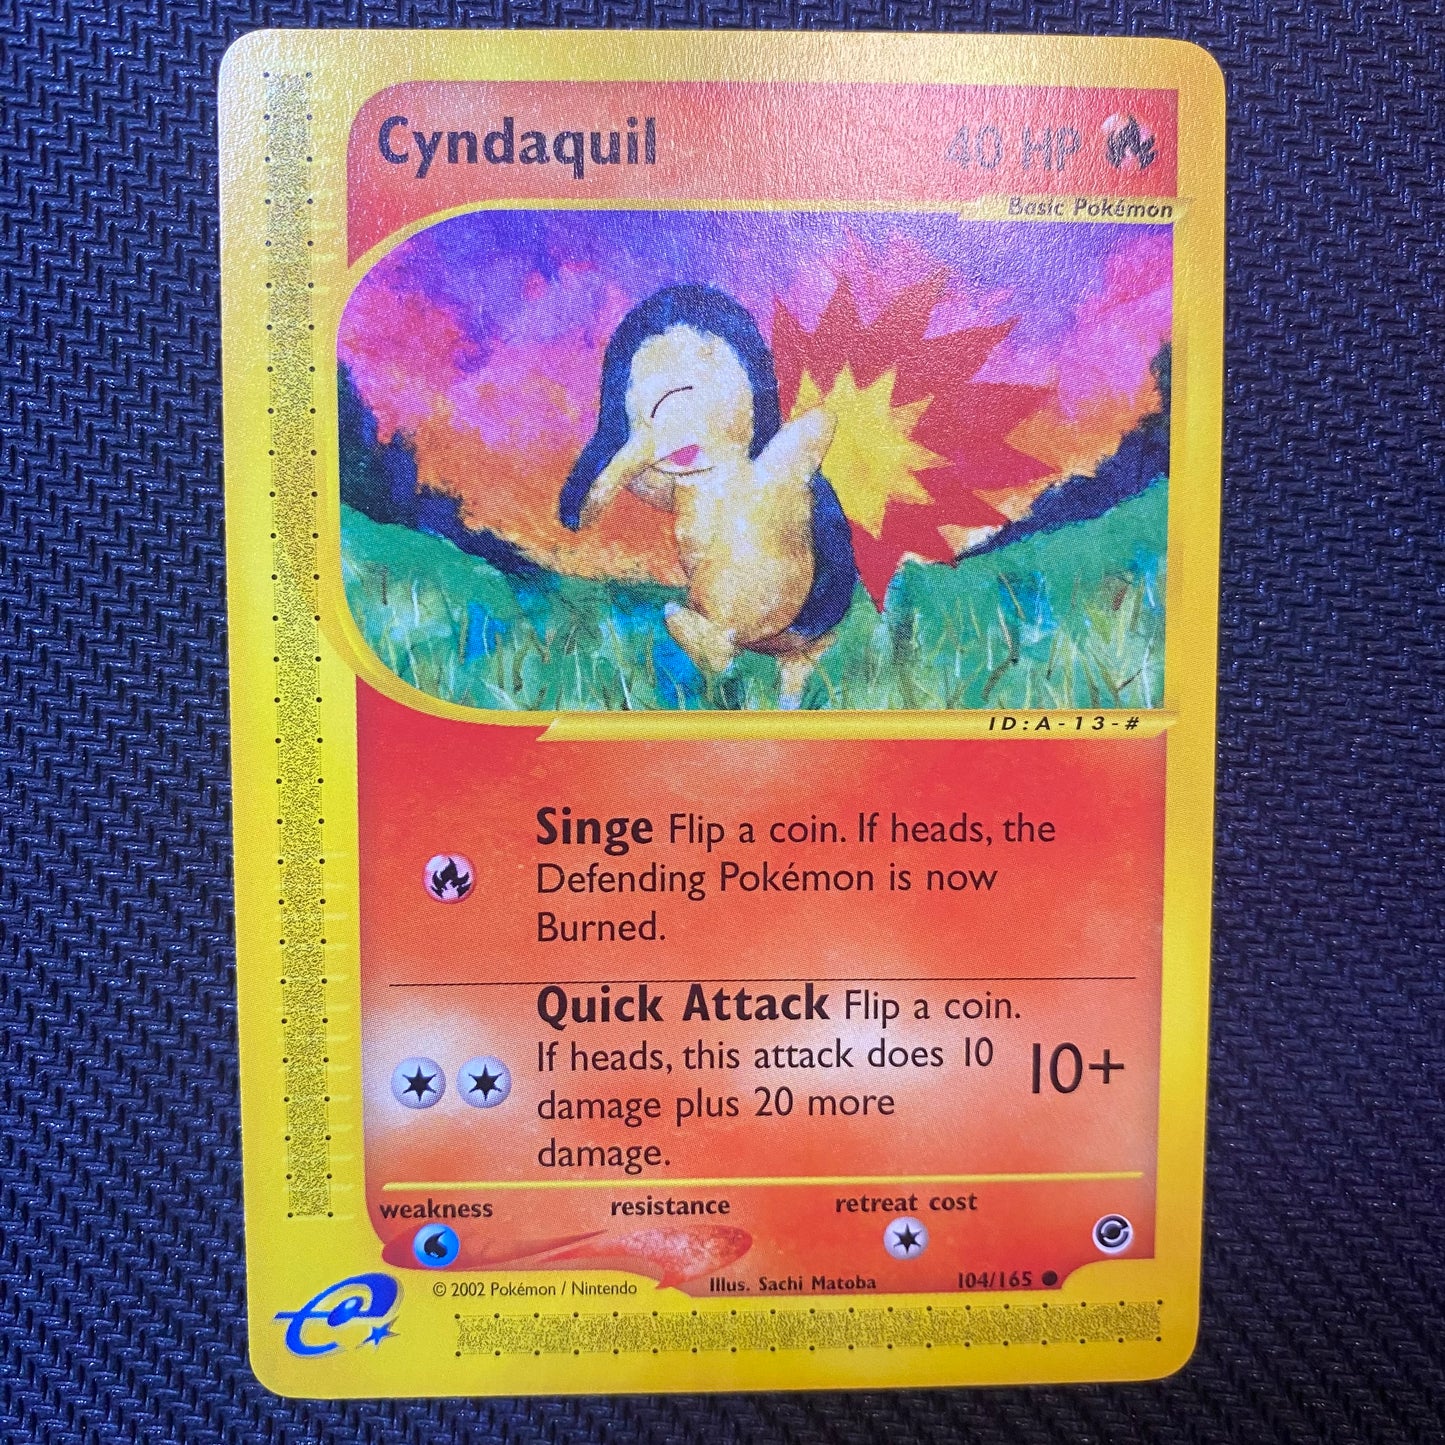 Cyndaquil 40 HP
Basic Pokémon
ID:A-13-#
Singe Flip a coin. If heads, the
Defending Pokémon is now
Burned.
Quick Attack Flip a coin.
If heads, this attack does 10
damage plus 20 more
damage.
10+
weakness resistance retreat cost
© 2002 Pokémon / Nintendo Illus. Sachi Matoba 104/165 ●
e